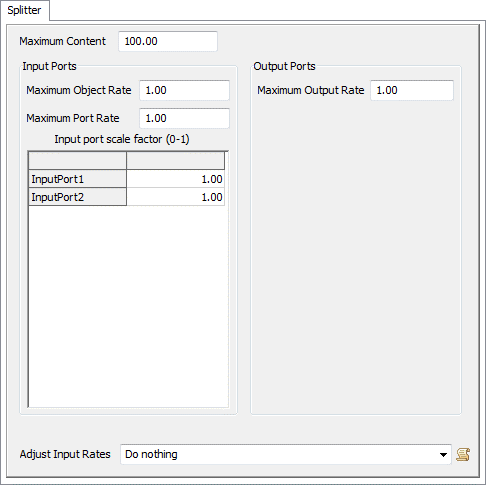 Splitter
Maximum Content 100.00
Input Ports
Maximum Object Rate 1.00
Maximum Port Rate 1.00
Input port scale factor (0-1)
InputPort1 1.00
InputPort2 1.00
Output Ports
Maximum Output Rate 1.00
Adjust Input Rates Do nothing